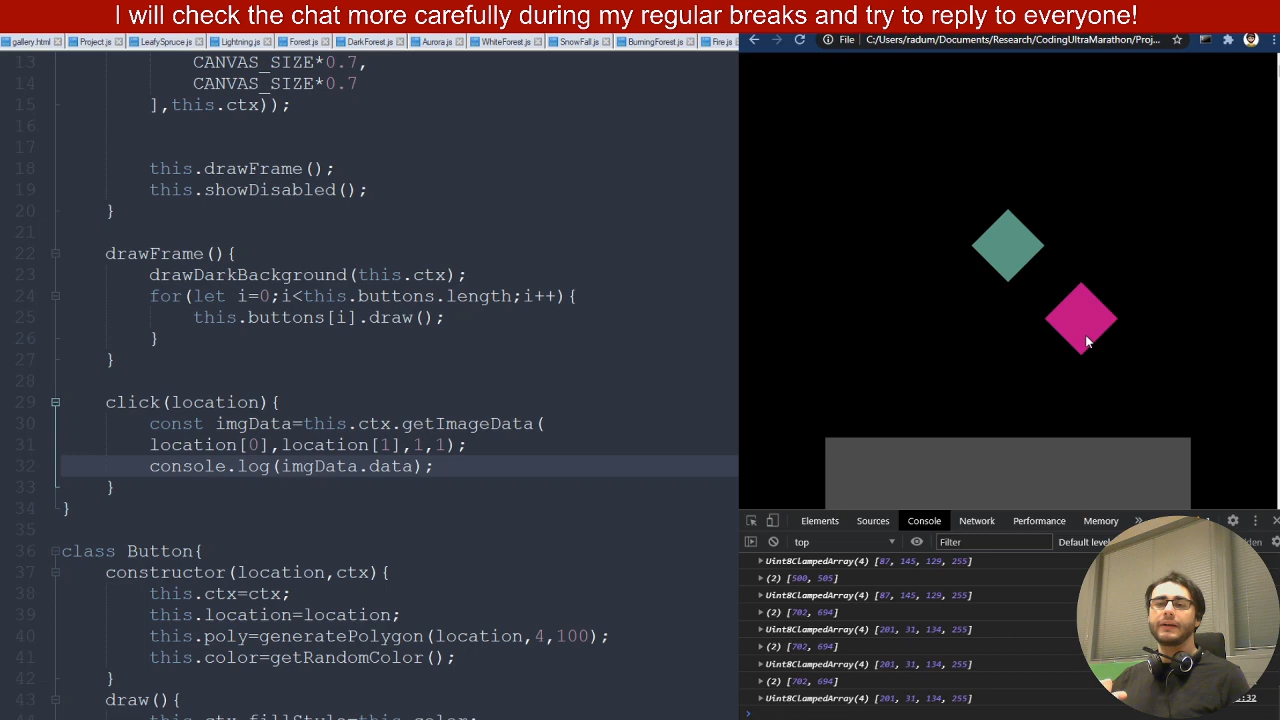 I will check the chat more carefully during my regular breaks and try to reply to everyone!
gallery.html Project.js LeafySpruce.js Lightning.js Forest.js DarkForest.js Aurora.js WhiteForest.js SnowFall.js BurningForest.js Fire.js
File C:/Users/radum/Documents/Research/CodingUltraMarathon/Proj...
13 CANVAS_SIZE*0.7,
14 CANVAS_SIZE*0.7
15 ],this.ctx));
16
17
18 this.drawFrame();
19 this.showDisabled();
20 }
21
22 drawFrame(){
23 drawDarkBackground(this.ctx);
24 for(let i=0;i<this.buttons.length;i++){
25 this.buttons[i].draw();
26 }
27 }
28
29 click(location){
30 const imgData=this.ctx.getImageData(
31 location[0],location[1],1,1);
32 console.log(imgData.data);
33 }
34 }
35
36 class Button{
37 constructor(location,ctx){
38 this.ctx=ctx;
39 this.location=location;
40 this.poly=generatePolygon(location,4,100);
41 this.color=getRandomColor();
42 }
43 draw(){
this.ctx.fillStyle=this.color;
Elements Sources Console Network Performance Memory »
top Filter Default leve
Uint8ClampedArray(4) [87, 145, 129, 255]
(2) [500, 505]
Uint8ClampedArray(4) [87, 145, 129, 255]
(2) [702, 694]
Uint8ClampedArray(4) [201, 31, 134, 255]
(2) [702, 694]
Uint8ClampedArray(4) [201, 31, 134, 255]
(2) [702, 694]
Uint8ClampedArray(4) [201, 31, 134, 255]
:32